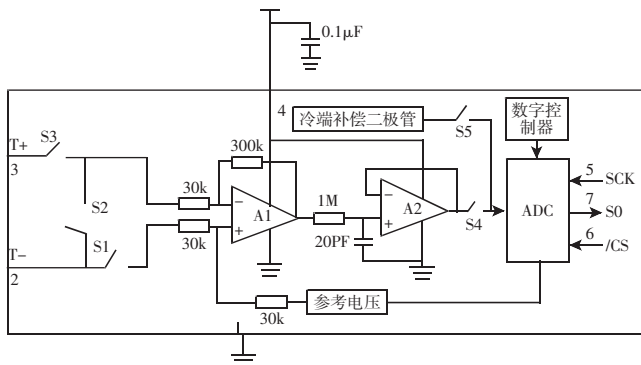 0.1μF
4
冷端补偿二极管
S5
数字控
制器
T+
S3
3
300k
30k
S2
1M
A1
A2
S4
ADC
5
SCK
7
S0
6
/CS
30k
S1
20PF
T−
2
30k
参考电压
−
+
−
+